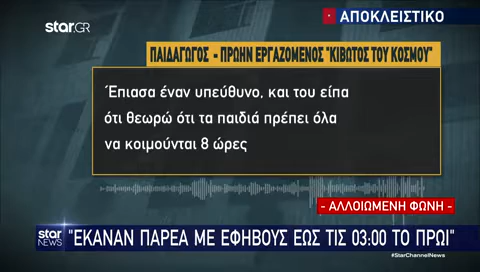 star.GR
ΑΠΟΚΛΕΙΣΤΙΚΟ
ΠΑΙΔΑΓΩΓΟΣ - ΠΡΩΗΝ ΕΡΓΑΖΟΜΕΝΟΣ "ΚΙΒΩΤΟΣ ΤΟΥ ΚΟΣΜΟΥ"
Έπιασα έναν υπεύθυνο, και του είπα
ότι θεωρώ ότι τα παιδιά πρέπει όλα
να κοιμούνται 8 ώρες
- ΑΛΛΟΙΩΜΕΝΗ ΦΩΝΗ -
star NEWS
"ΕΚΑΝΑΝ ΠΑΡΕΑ ΜΕ ΕΦΗΒΟΥΣ ΕΩΣ ΤΙΣ 03:00 ΤΟ ΠΡΩΙ"
#StarChannelNews